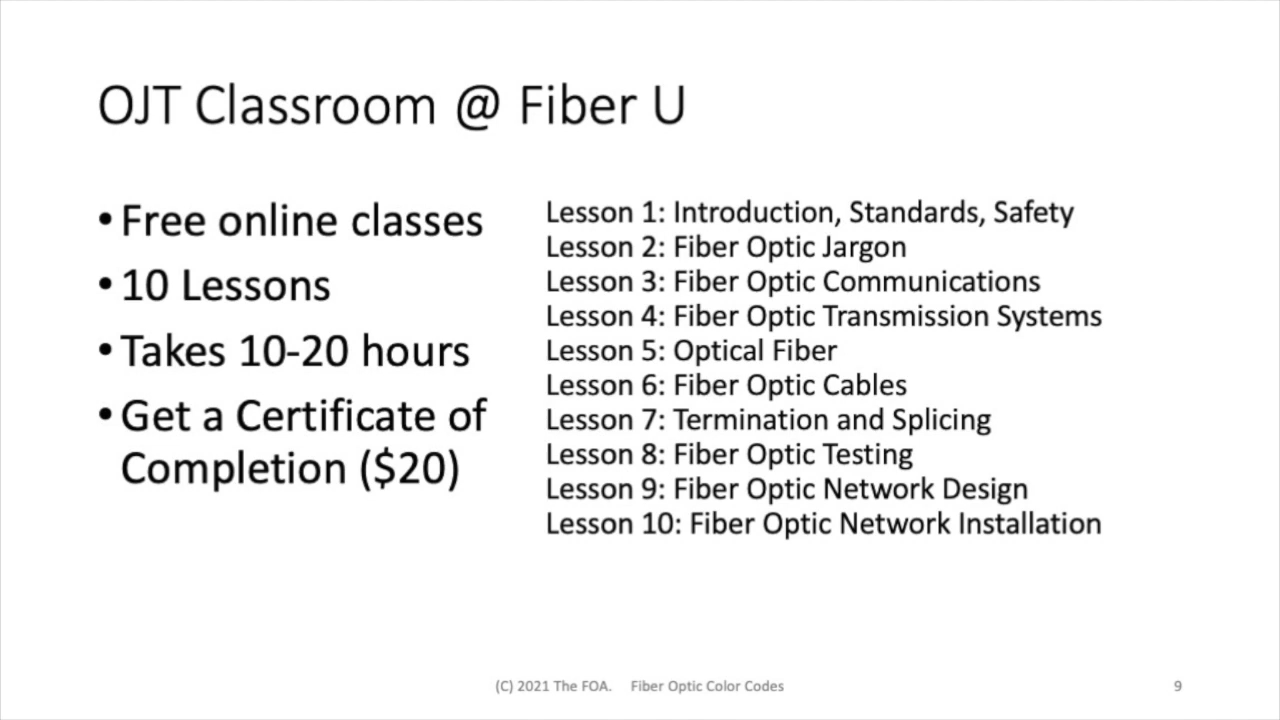 OJT Classroom @ Fiber U
• Free online classes
• 10 Lessons
• Takes 10-20 hours
• Get a Certificate of
Completion ($20)
Lesson 1: Introduction, Standards, Safety
Lesson 2: Fiber Optic Jargon
Lesson 3: Fiber Optic Communications
Lesson 4: Fiber Optic Transmission Systems
Lesson 5: Optical Fiber
Lesson 6: Fiber Optic Cables
Lesson 7: Termination and Splicing
Lesson 8: Fiber Optic Testing
Lesson 9: Fiber Optic Network Design
Lesson 10: Fiber Optic Network Installation
(C) 2021 The FOA. Fiber Optic Color Codes
9